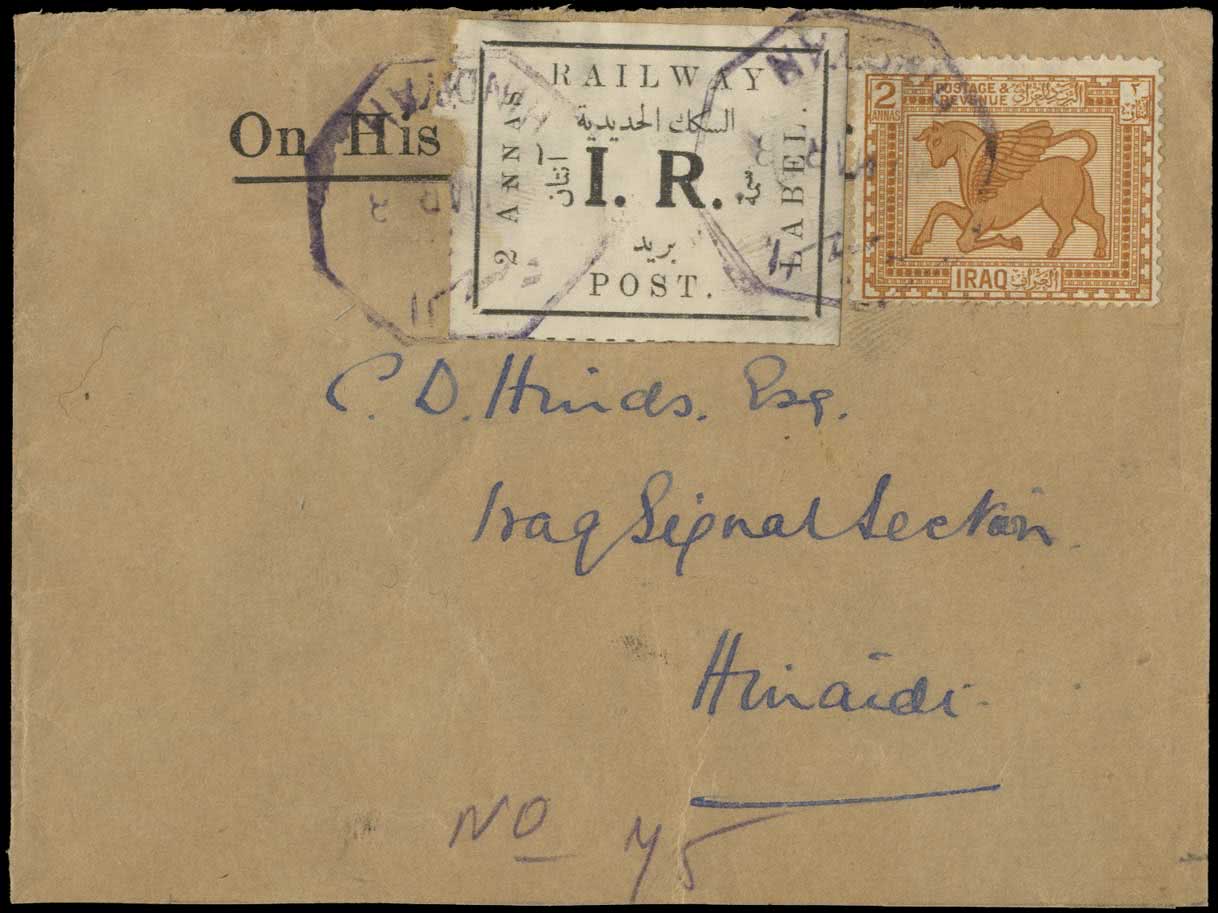 On His
RAILWAY
السكك الحديدية
2 ANNAS
آنتان
I. R.
LABEL.
بريد
POST.
2
ANNAS
POSTAGE &
REVENUE
٢
IRAQ
العراق
C. D. Hinds. Esq.
Iraq Signal Section.
Hinaidi.
No 75